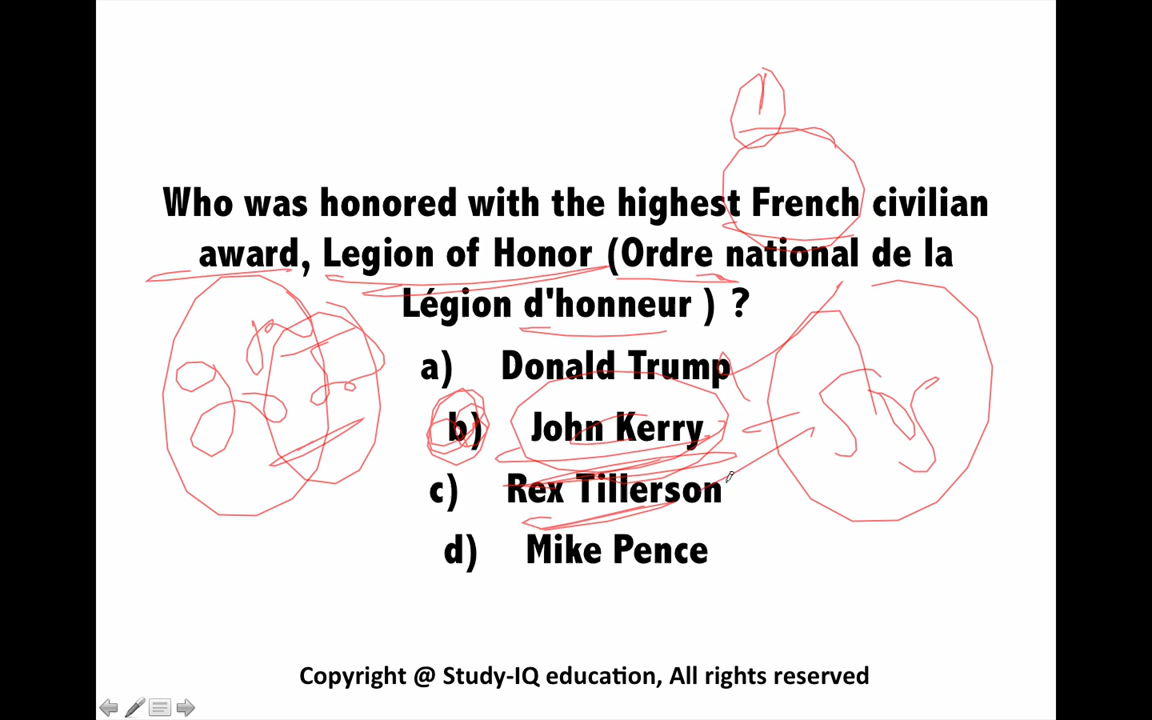 Who was honored with the highest French civilian
award, Legion of Honor (Ordre national de la
Légion d'honneur ) ?
a) Donald Trump
b) John Kerry
c) Rex Tillerson
d) Mike Pence
Copyright @ Study-IQ education, All rights reserved